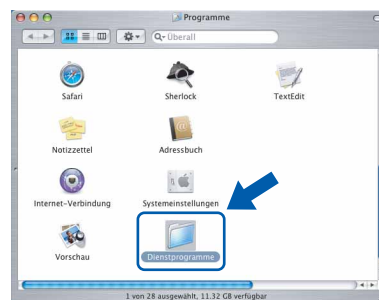 Programme
Überall
Safari
Sherlock
TextEdit
Notizzettel
Adressbuch
Internet-Verbindung
Systemeinstellungen
Vorschau
Dienstprogramme
1 von 28 ausgewählt, 11.32 GB verfügbar